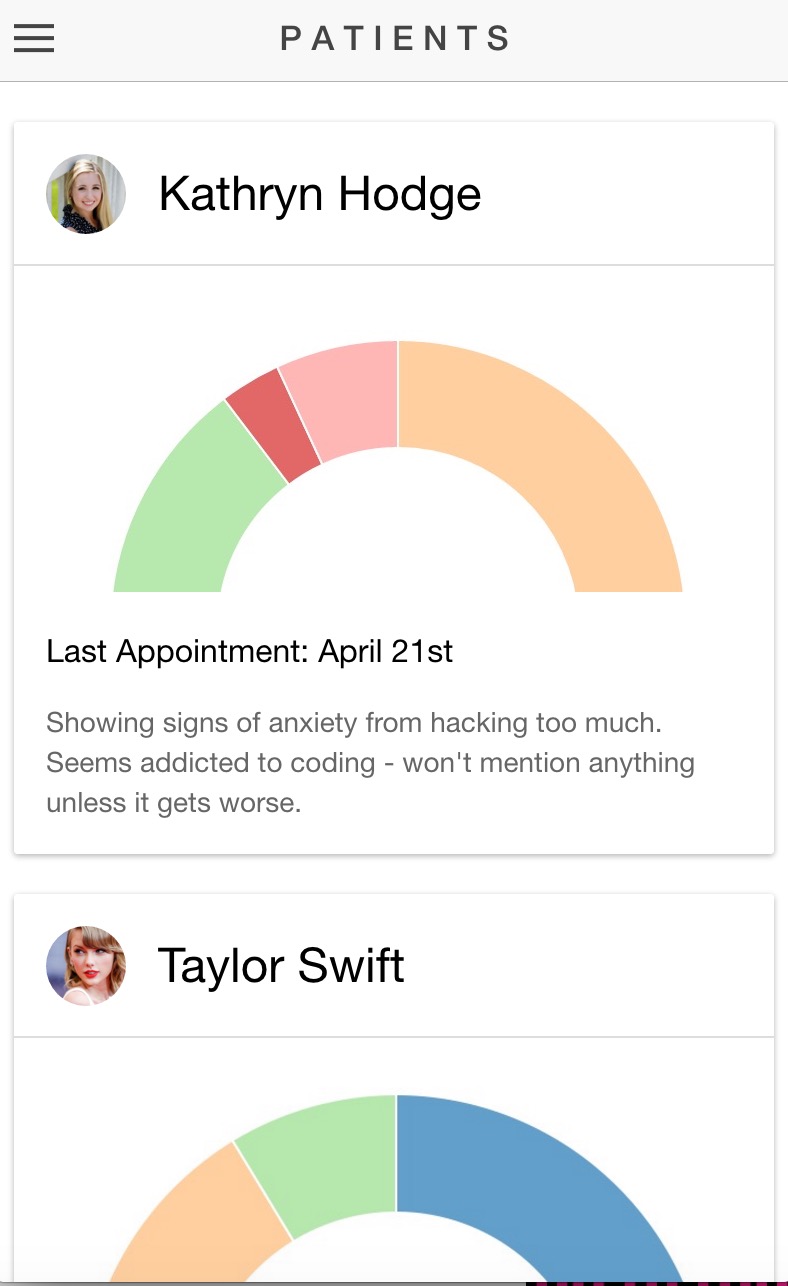 PATIENTS
Kathryn Hodge
Last Appointment: April 21st
Showing signs of anxiety from hacking too much.
Seems addicted to coding - won't mention anything
unless it gets worse.
Taylor Swift